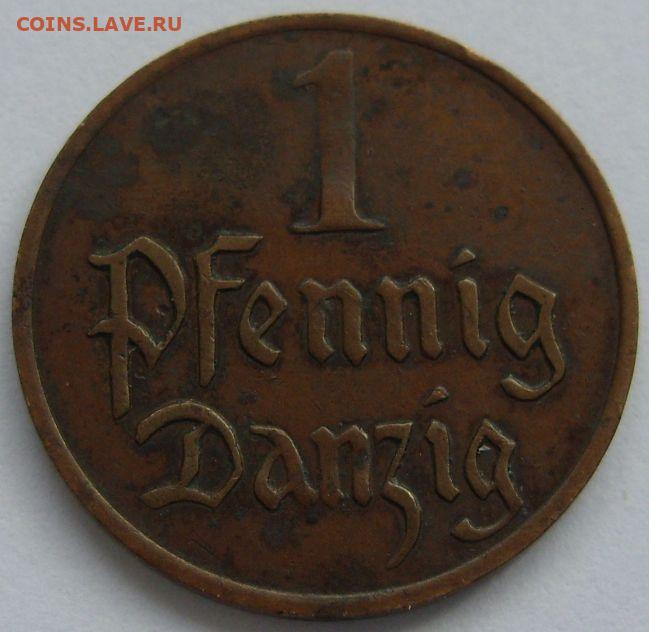 COINS.LAVE.RU
1
Pfennig
Danzig